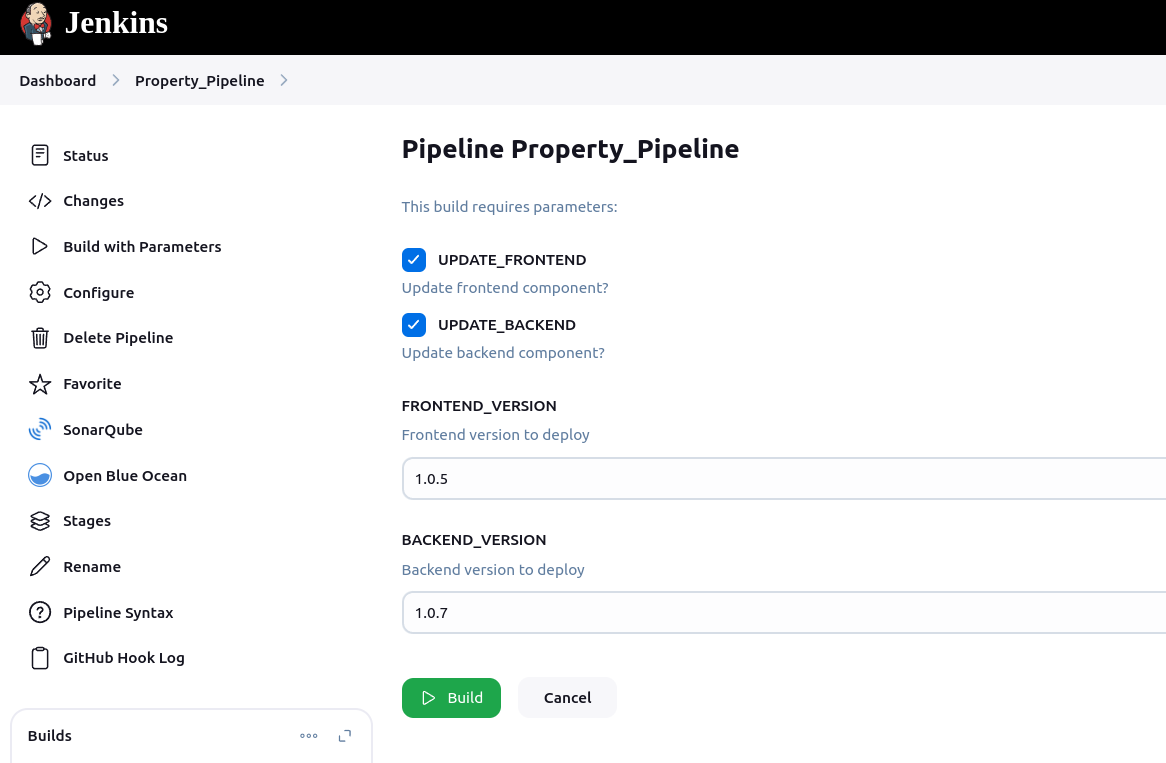 Jenkins
Dashboard
Property_Pipeline
Status
Changes
Build with Parameters
Configure
Delete Pipeline
Favorite
SonarQube
Open Blue Ocean
Stages
Rename
Pipeline Syntax
GitHub Hook Log
Builds
Pipeline Property_Pipeline
This build requires parameters:
UPDATE_FRONTEND
Update frontend component?
UPDATE_BACKEND
Update backend component?
FRONTEND_VERSION
Frontend version to deploy
1.0.5
BACKEND_VERSION
Backend version to deploy
1.0.7
Build
Cancel